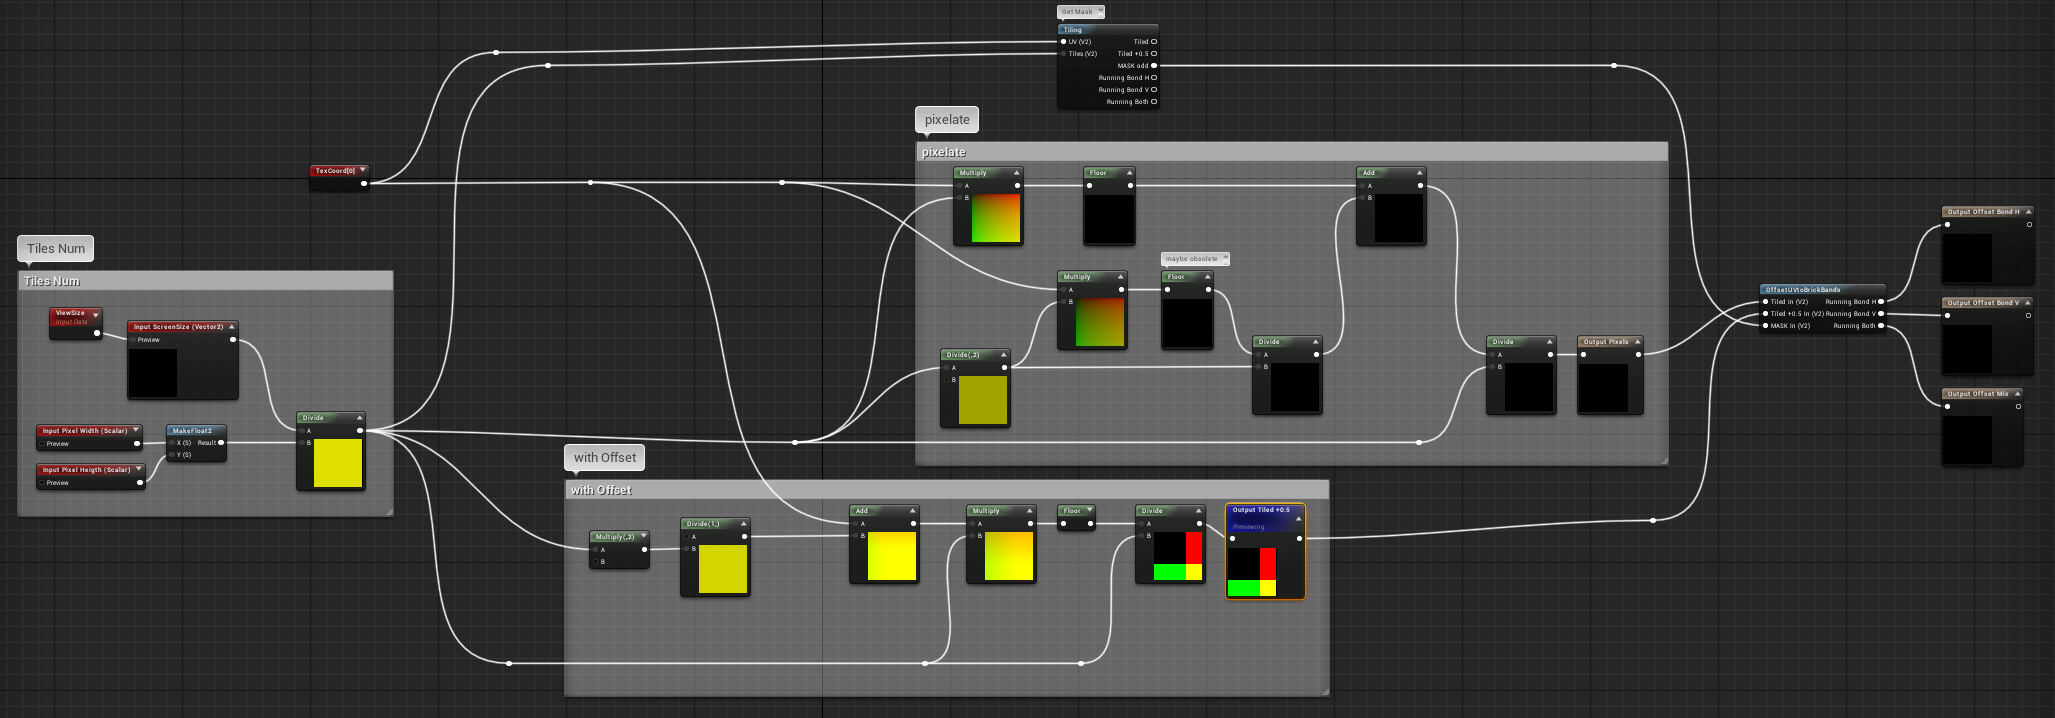 Get Mask
Tiling
UV (V2)
Tiled
Tiles (V2)
Tiled +0.5
MASK odd
Running Bond H
Running Bond V
Running Both
pixelate
pixelate
TexCoord[0]
Multiply
A
B
Floor
Add
A
B
maybe obsolete
Multiply
A
B
Floor
Divide(,2)
A
B
Divide
A
B
Divide
A
B
Output Pixels
Tiles Num
Tiles Num
ViewSize
Input Data
Input ScreenSize (Vector2)
Preview
Input Pixel Width (Scalar)
Preview
Input Pixel Heigth (Scalar)
Preview
MakeFloat2
X (S)
Result
Y (S)
Divide
A
B
with Offset
with Offset
Multiply(,2)
A
B
Divide(1,)
A
B
Add
A
B
Multiply
A
B
Floor
Divide
A
B
Output Tiled +0.5
Previewing
OffsetUVtoBrickBands
Tiled In (V2)
Running Bond H
Tiled +0.5 In (V2)
Running Bond V
MASK In (V2)
Running Both
Output Offset Bond H
Output Offset Bond V
Output Offset Mix